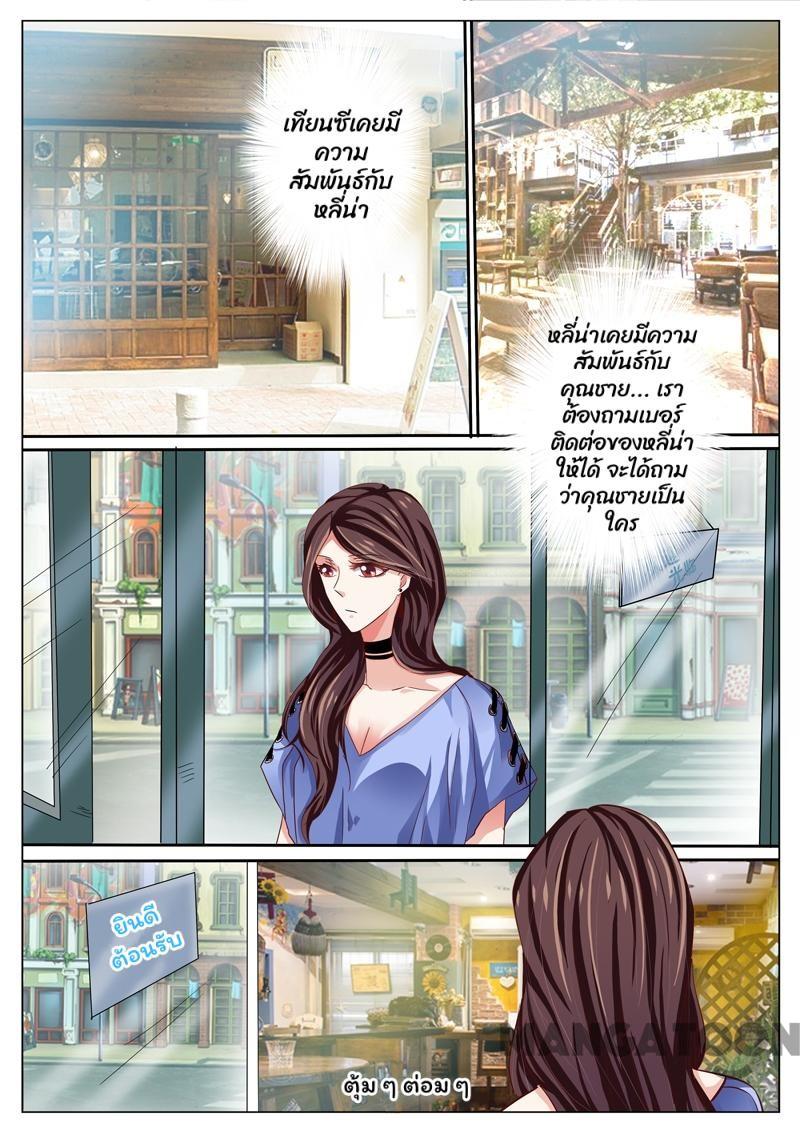 เทียนซีเคยมี
ความ
สัมพันธ์กับ
หลี่น่า
หลี่น่าเคยมีความ
สัมพันธ์กับ
คุณชาย... เรา
ต้องถามเบอร์
ติดต่อของหลี่น่า
ให้ได้ จะได้ถาม
ว่าคุณชายเป็น
ใคร
ยินดี
ต้อนรับ
ตุ้มๆ ต่อมๆ
MANGATOON